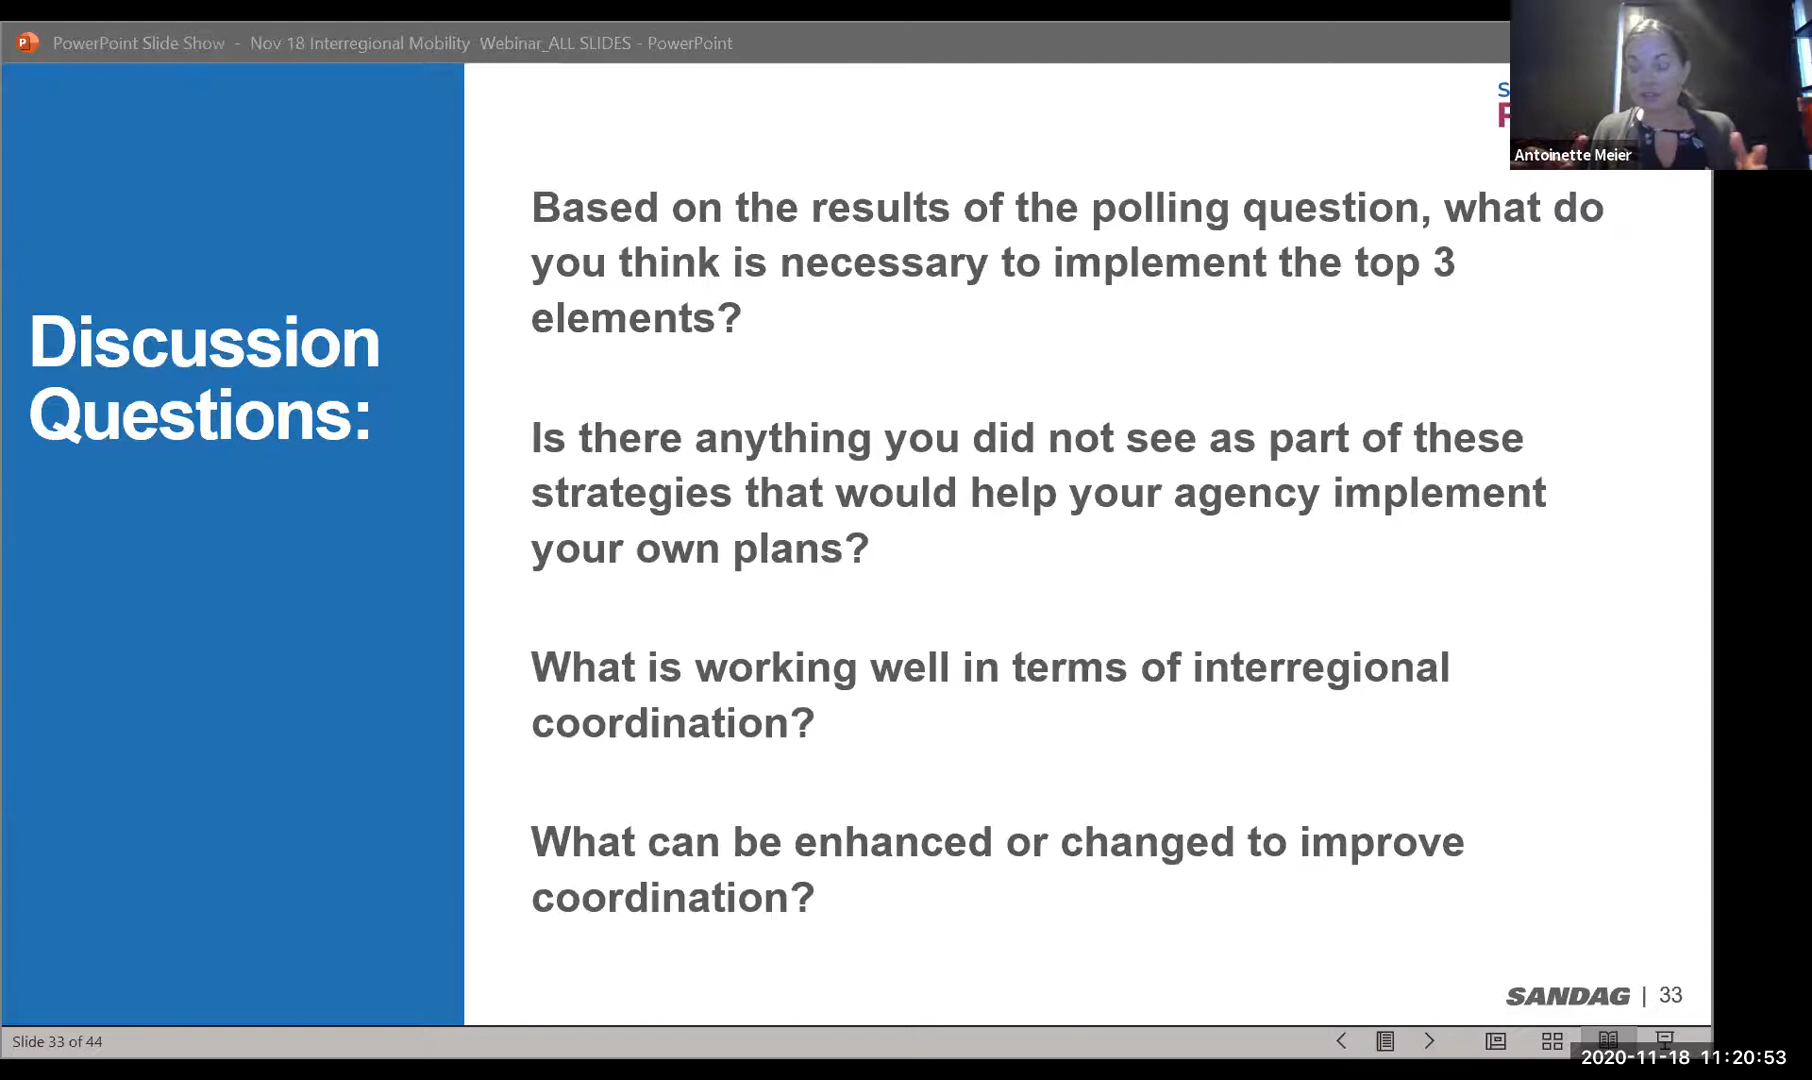 PowerPoint Slide Show - Nov 18 Interregional Mobility Webinar_ALL SLIDES - PowerPoint
Antoinette Meier
Discussion
Questions:
Based on the results of the polling question, what do
you think is necessary to implement the top 3
elements?
Is there anything you did not see as part of these
strategies that would help your agency implement
your own plans?
What is working well in terms of interregional
coordination?
What can be enhanced or changed to improve
coordination?
SANDAG | 33
Slide 33 of 44
2020-11-18 11:20:53